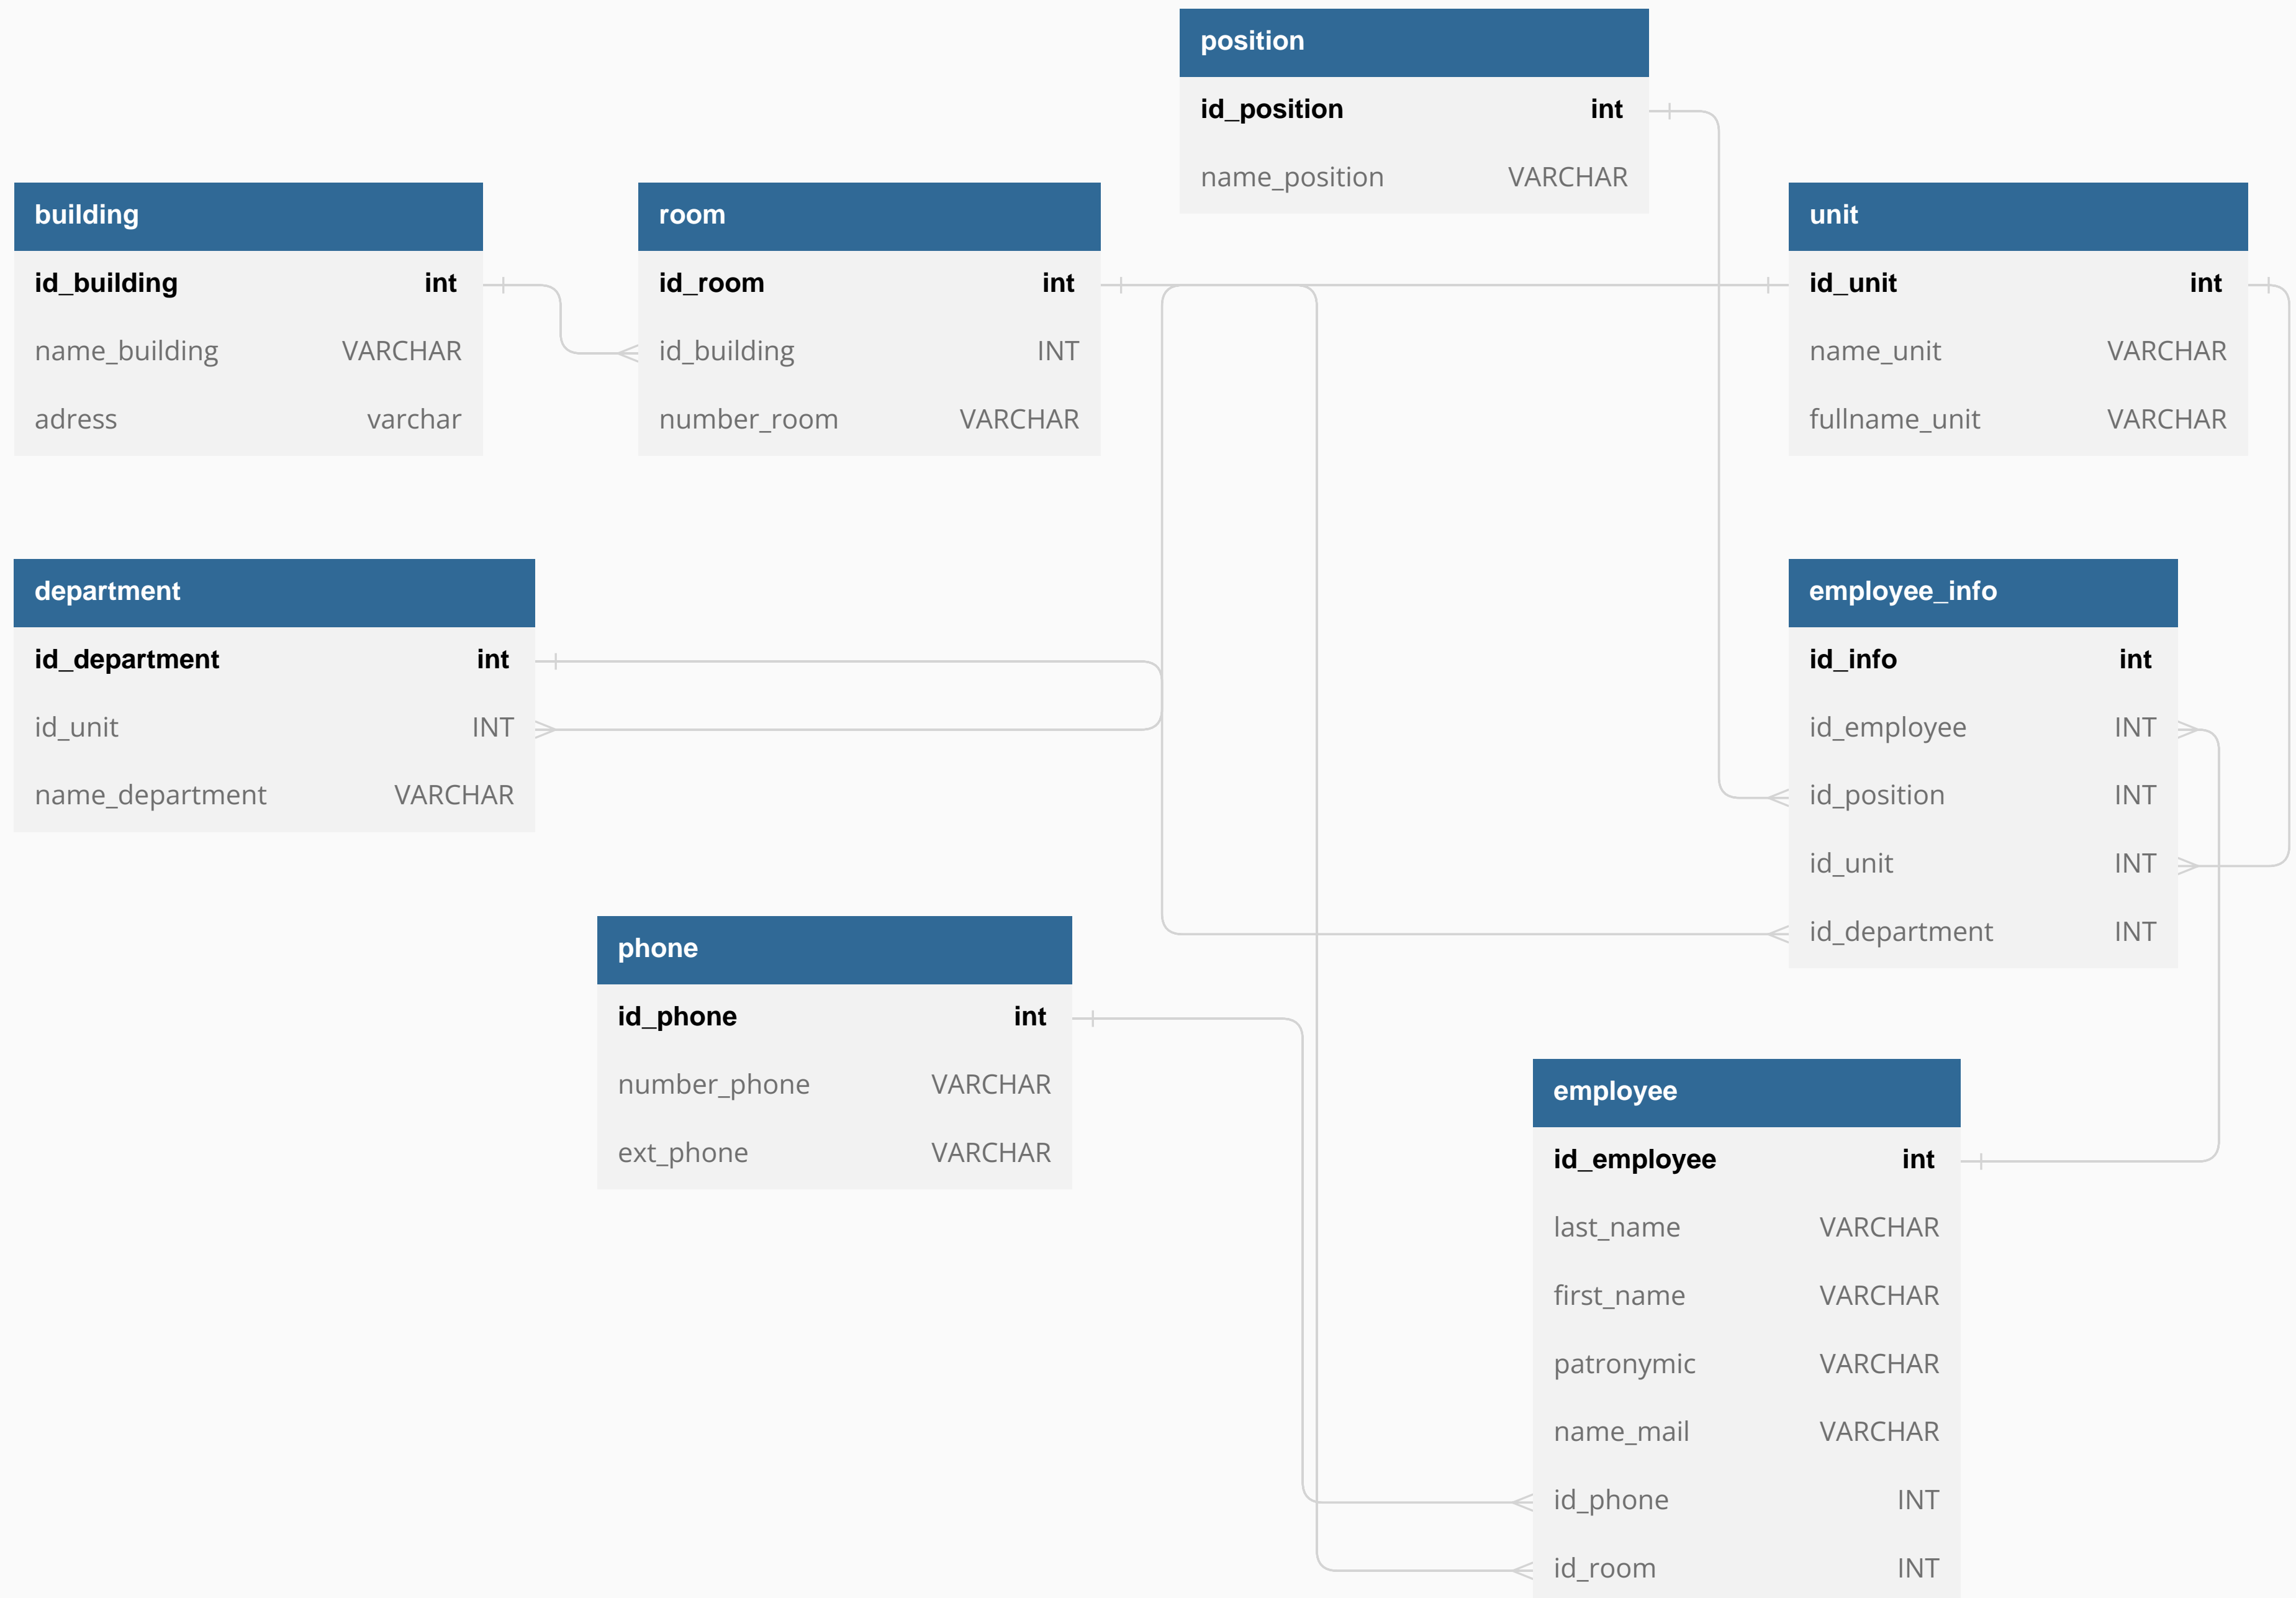 position
id_position int
name_position VARCHAR
building
id_building int
name_building VARCHAR
adress varchar
room
id_room int
id_building INT
number_room VARCHAR
unit
id_unit int
name_unit VARCHAR
fullname_unit VARCHAR
department
id_department int
id_unit INT
name_department VARCHAR
employee_info
id_info int
id_employee INT
id_position INT
id_unit INT
id_department INT
phone
id_phone int
number_phone VARCHAR
ext_phone VARCHAR
employee
id_employee int
last_name VARCHAR
first_name VARCHAR
patronymic VARCHAR
name_mail VARCHAR
id_phone INT
id_room INT